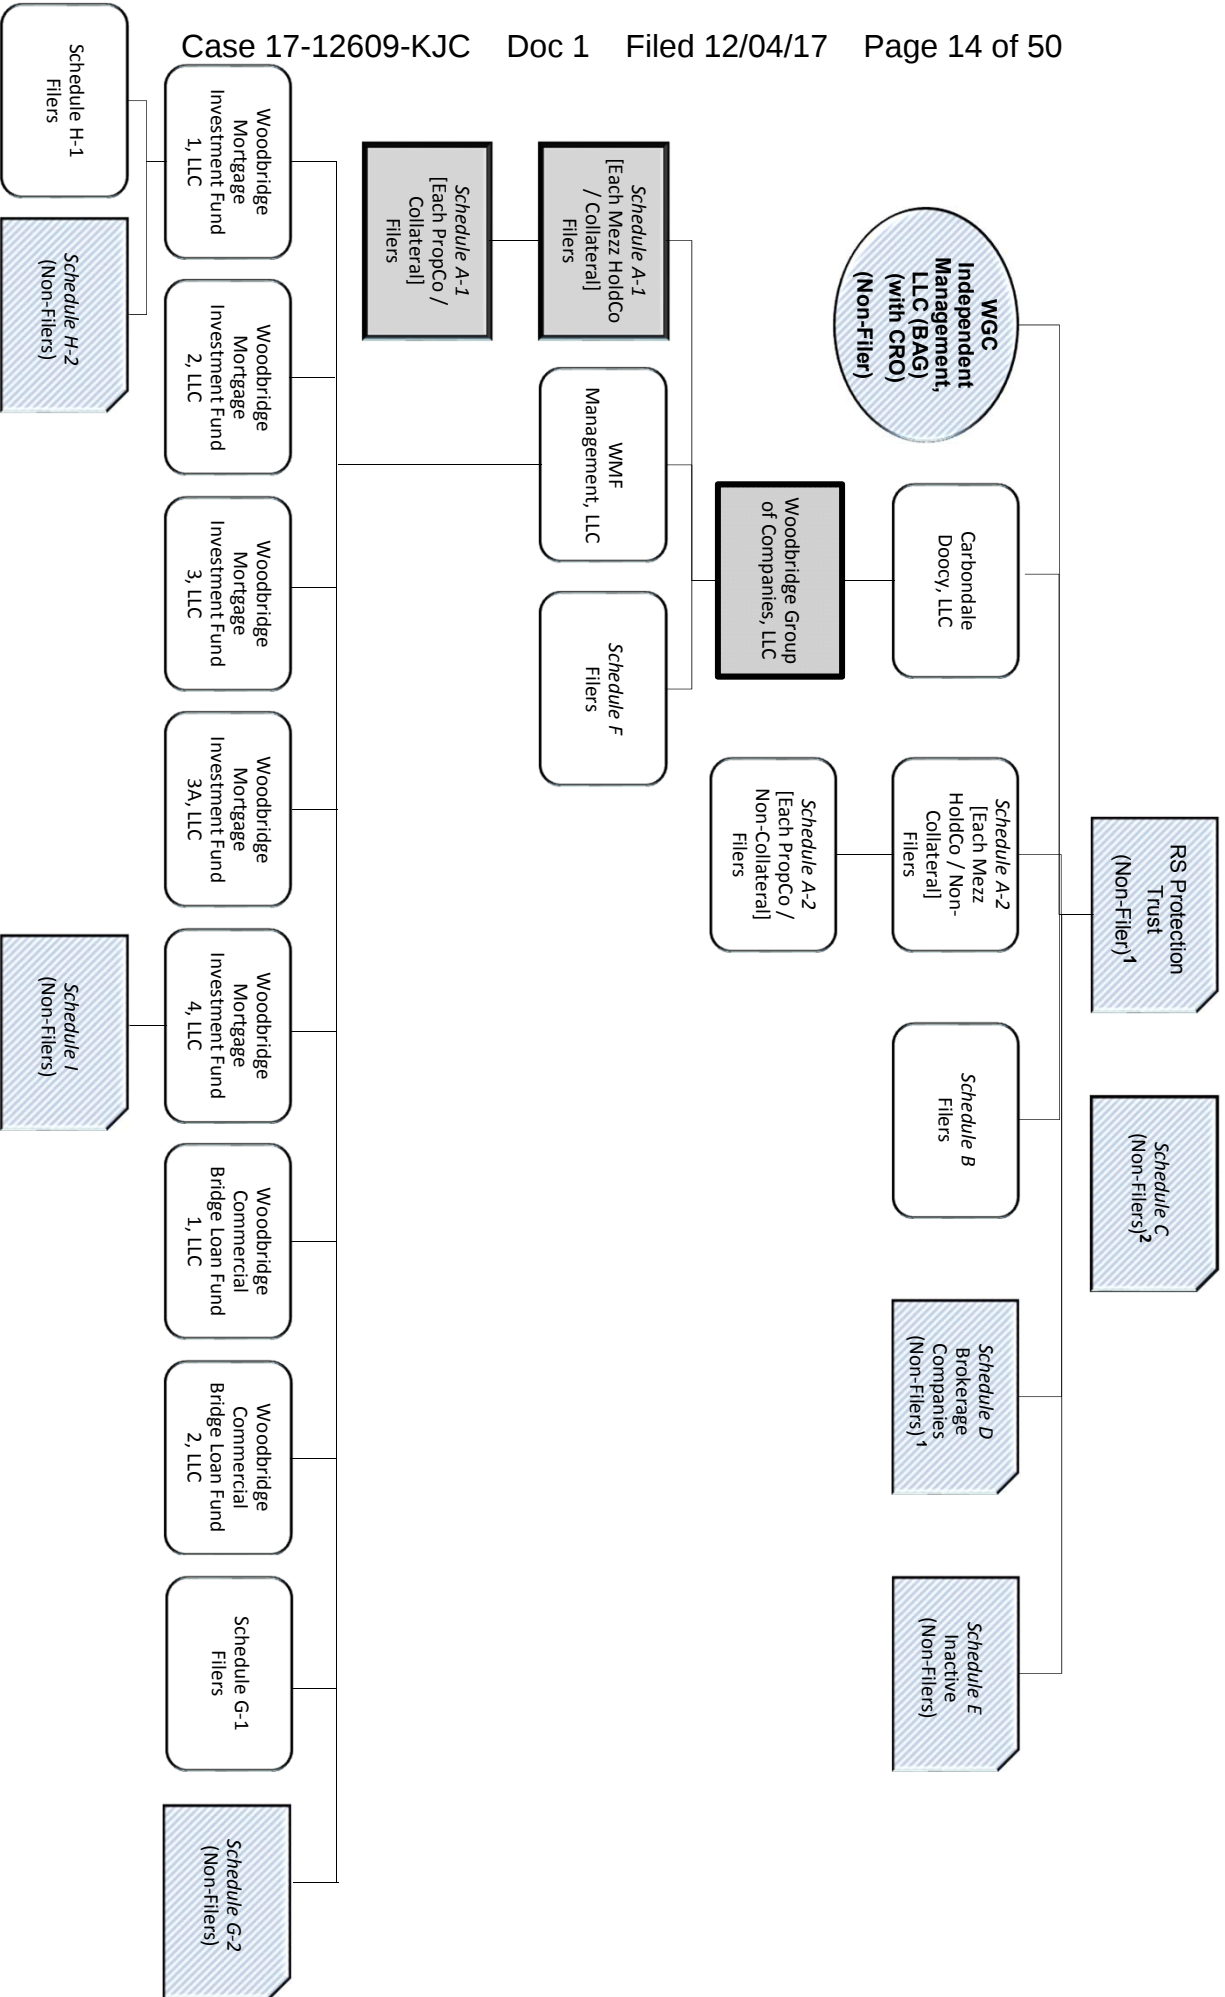 Case 17-12609-KJC Doc 1 Filed 12/04/17 Page 14 of 50
RS Protection
Trust
(Non-Filer)1
Schedule C
(Non-Filers)2
WGC
Independent
Management,
LLC (BAG)
(with CRO)
(Non-Filer)
Carbondale
Doocy, LLC
Schedule A-2
[Each Mezz
HoldCo / Non-
Collateral]
Filers
Schedule B
Filers
Schedule D
Brokerage
Companies
(Non-Filers) 1
Schedule E
Inactive
(Non-Filers)
Woodbridge Group
of Companies, LLC
Schedule A-2
[Each PropCo /
Non-Collateral]
Filers
Schedule A-1
[Each Mezz HoldCo
/ Collateral]
Filers
WMF
Management, LLC
Schedule F
Filers
Schedule A-1
[Each PropCo /
Collateral]
Filers
Woodbridge
Mortgage
Investment Fund
1, LLC
Woodbridge
Mortgage
Investment Fund
2, LLC
Woodbridge
Mortgage
Investment Fund
3, LLC
Woodbridge
Mortgage
Investment Fund
3A, LLC
Woodbridge
Mortgage
Investment Fund
4, LLC
Woodbridge
Commercial
Bridge Loan Fund
1, LLC
Woodbridge
Commercial
Bridge Loan Fund
2, LLC
Schedule G-1
Filers
Schedule G-2
(Non-Filers)
Schedule H-1
Filers
Schedule H-2
(Non-Filers)
Schedule I
(Non-Filers)